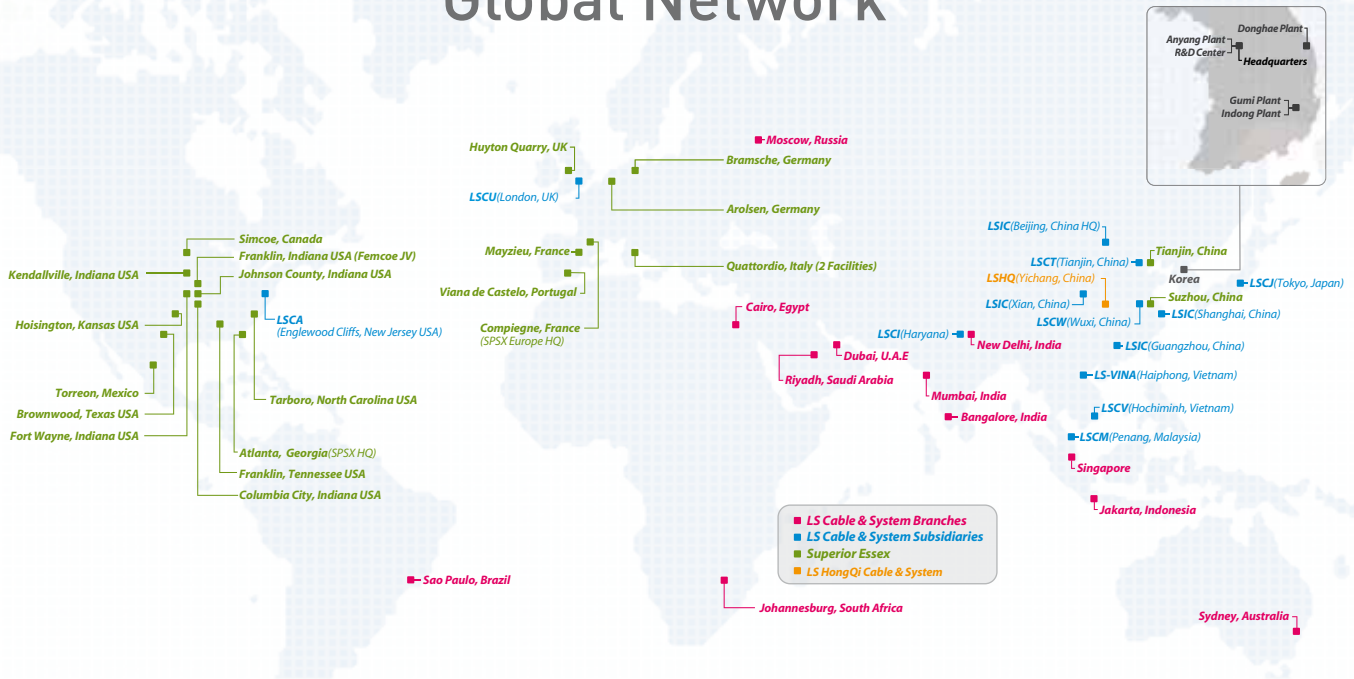 Global Network
Donghae Plant
Anyang Plant
R&D Center
Headquarters
Gumi Plant
Indong Plant
Moscow, Russia
Huyton Quarry, UK
Bramsche, Germany
LSCU(London, UK)
Arolsen, Germany
Simcoe, Canada
Franklin, Indiana USA (Femcoe JV)
Kendallville, Indiana USA
Johnson County, Indiana USA
Hoisington, Kansas USA
LSCA
(Englewood Cliffs, New Jersey USA)
Torreon, Mexico
Brownwood, Texas USA
Fort Wayne, Indiana USA
Tarboro, North Carolina USA
Atlanta, Georgia(SPSX HQ)
Franklin, Tennessee USA
Columbia City, Indiana USA
Mayzieu, France
Quattordio, Italy (2 Facilities)
Viana de Castelo, Portugal
Compiegne, France
(SPSX Europe HQ)
Cairo, Egypt
Dubai, U.A.E
Riyadh, Saudi Arabia
LSCI(Haryana)
New Delhi, India
Mumbai, India
Bangalore, India
LSIC(Beijing, China HQ)
LSCT(Tianjin, China)
Tianjin, China
LSHQ(Yichang, China)
Korea
LSCJ(Tokyo, Japan)
LSIC(Xian, China)
Suzhou, China
LSCW(Wuxi, China)
LSIC(Shanghai, China)
LSIC(Guangzhou, China)
LS-VINA(Haiphong, Vietnam)
LSCV(Hochiminh, Vietnam)
LSCM(Penang, Malaysia)
Singapore
Jakarta, Indonesia
LS Cable & System Branches
LS Cable & System Subsidiaries
Superior Essex
LS HongQi Cable & System
Sao Paulo, Brazil
Johannesburg, South Africa
Sydney, Australia